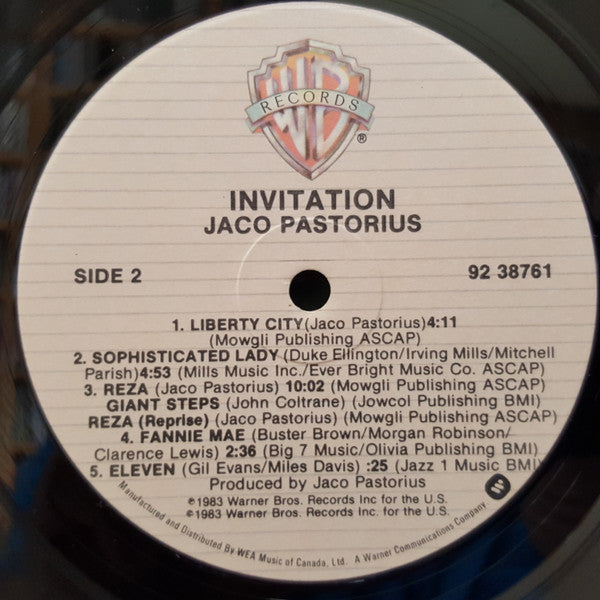 WB
RECORDS
®
INVITATION
JACO PASTORIUS
SIDE 2
92 38761
1. LIBERTY CITY(Jaco Pastorius)4:11
(Mowgli Publishing ASCAP)
2. SOPHISTICATED LADY (Duke Ellington/Irving Mills/Mitchell
Parish)4:53 (Mills Music Inc./Ever Bright Music Co. ASCAP)
3. REZA (Jaco Pastorius) 10:02 (Mowgli Publishing ASCAP)
GIANT STEPS (John Coltrane) (Jowcol Publishing BMI)
REZA (Reprise) (Jaco Pastorius) (Mowgli Publishing ASCAP)
4. FANNIE MAE (Buster Brown/Morgan Robinson/
Clarence Lewis) 2:36 (Big 7 Music/Olivia Publishing BMI)
5. ELEVEN (Gil Evans/Miles Davis) :25 (Jazz 1 Music BMI)
Produced by Jaco Pastorius
℗1983 Warner Bros. Records Inc for the U.S.
℗1983 Warner Bros. Records Inc. for the U.S.
Manufactured and Distributed By WEA Music of Canada, Ltd. A Warner Communications Company